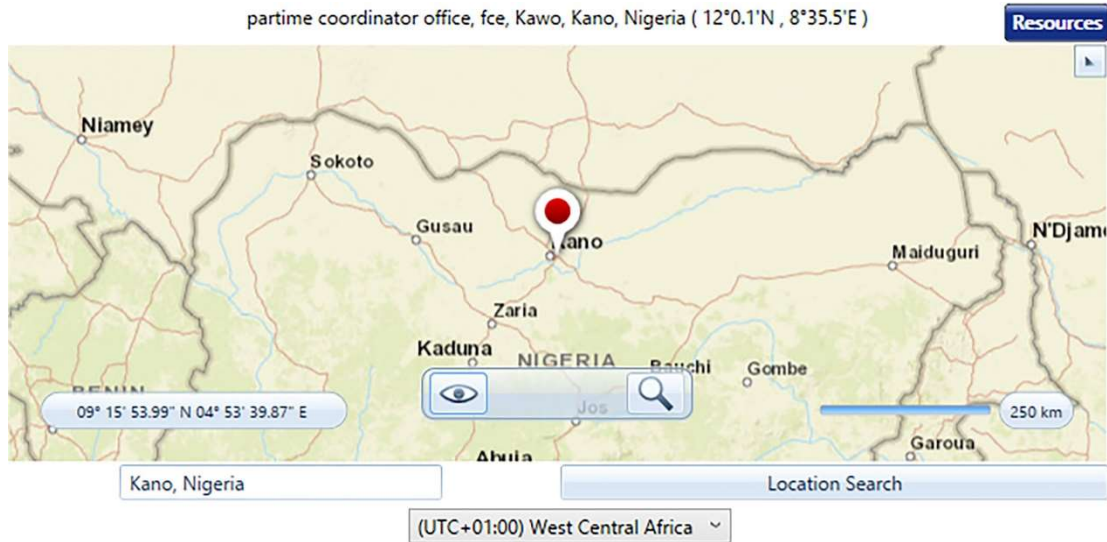 partime coordinator office, fce, Kawo, Kano, Nigeria ( 12°0.1'N , 8°35.5'E )
Resources
Niamey
Sokoto
Gusau
Kano
N'Djame
Maiduguri
Zaria
Kaduna
NIGERIA
Bauchi
Gombe
BENIN
09° 15' 53.99" N 04° 53' 39.87" E
Jos
250 km
Garoua
Abuja
Kano, Nigeria
Location Search
(UTC+01:00) West Central Africa